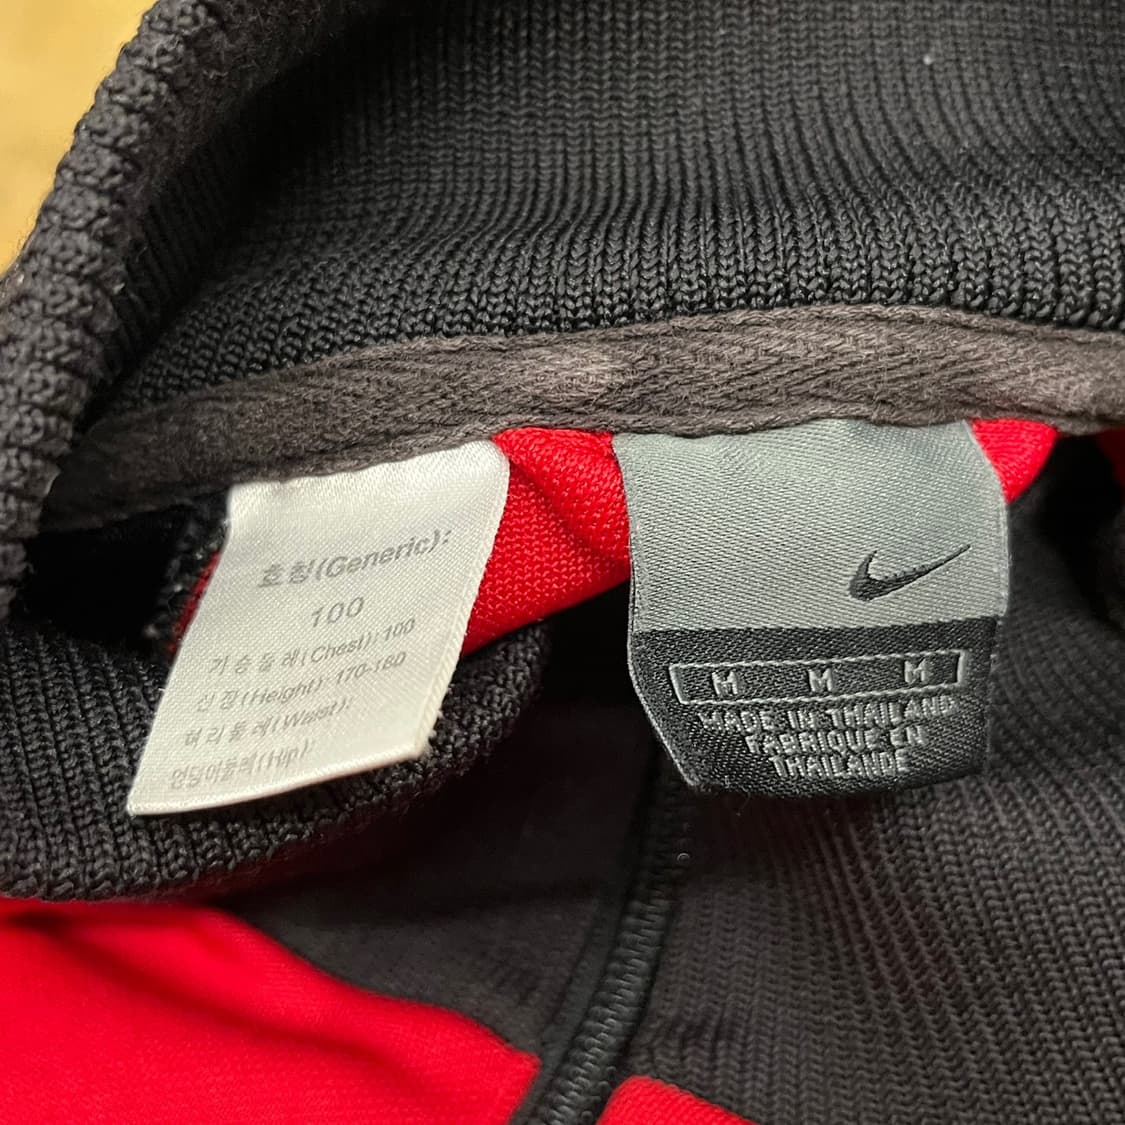 호칭(Generic):
100
가슴둘레(Chest): 100
신장(Height): 170-180
허리둘레(Waist):
엉덩이둘레(Hip):
M M M
MADE IN THAILAND
FABRIQUE EN
THAILANDE